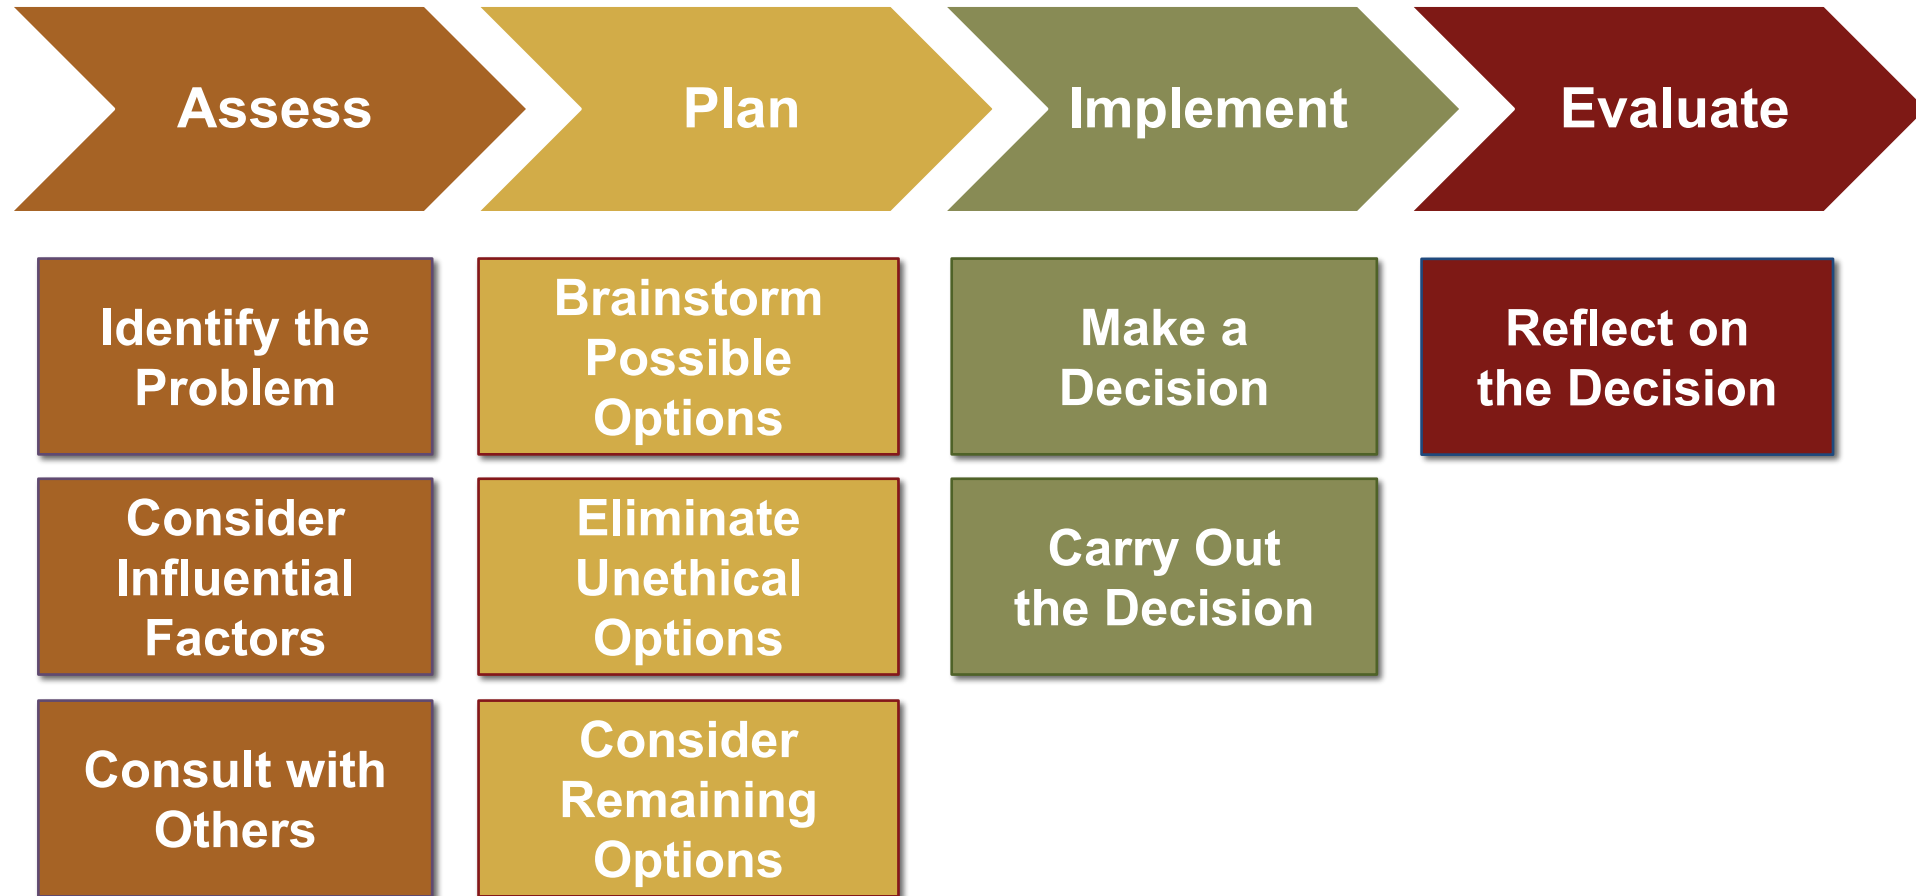 Assess
Plan
Implement
Evaluate
Identify the
Problem
Consider
Influential
Factors
Consult with
Others
Brainstorm
Possible
Options
Eliminate
Unethical
Options
Consider
Remaining
Options
Make a
Decision
Carry Out
the Decision
Reflect on
the Decision